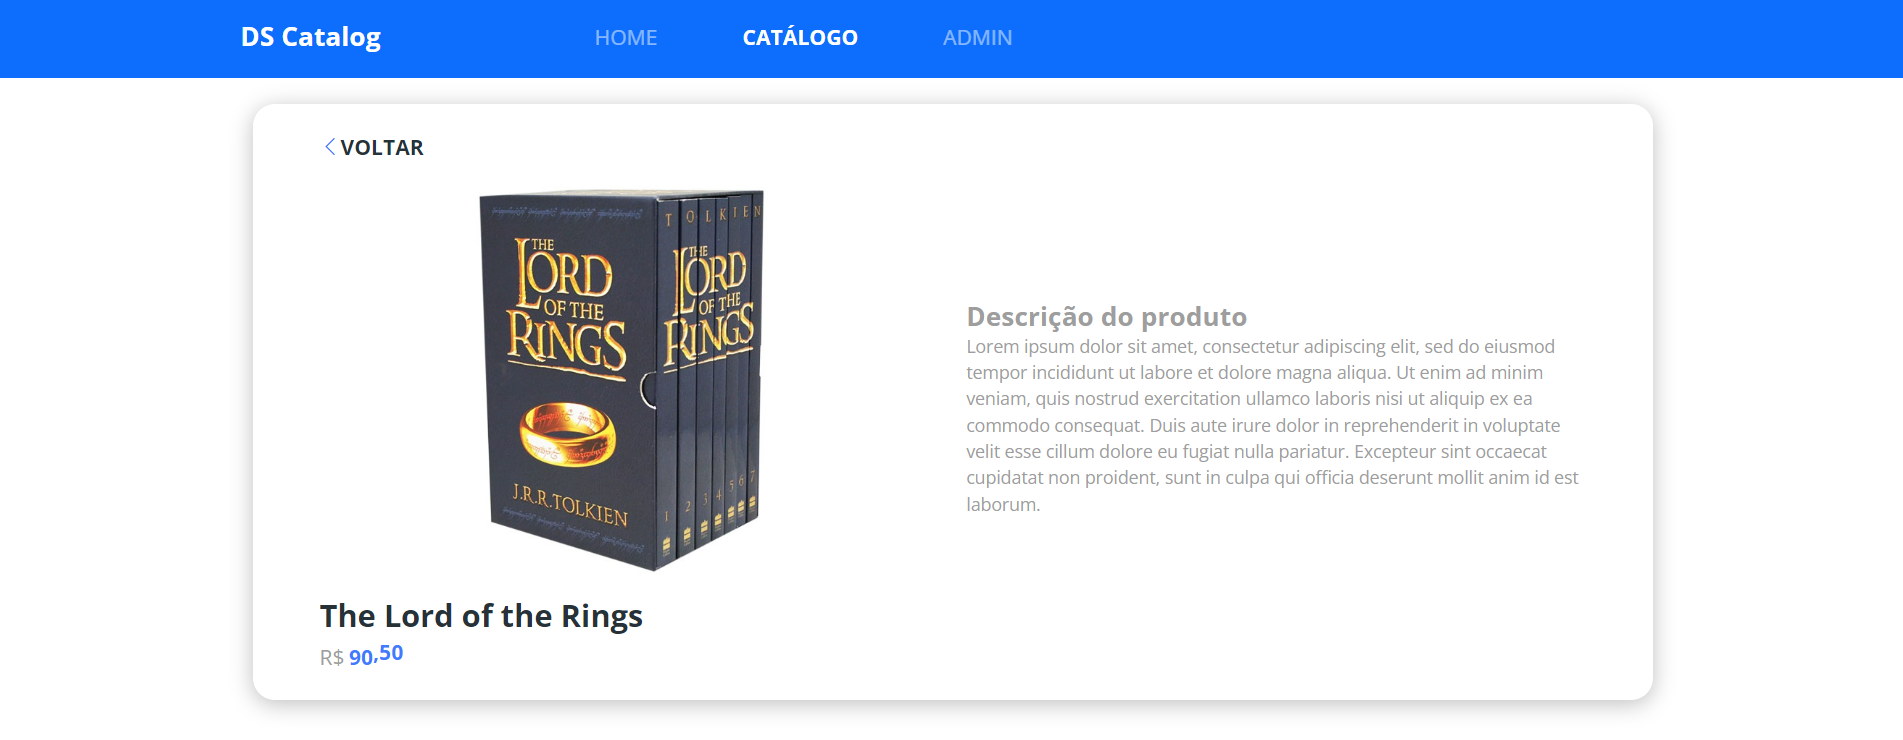 DS Catalog
HOME
CATÁLOGO
ADMIN
VOLTAR
THE
LORD
OF THE
RINGS
J.R.R.TOLKIEN
TOLKIEN
THE
LORD
OF THE
RINGS
1 2 3 4 5 6 7
The Lord of the Rings
R$ 90,50
Descrição do produto
Lorem ipsum dolor sit amet, consectetur adipiscing elit, sed do eiusmod
tempor incididunt ut labore et dolore magna aliqua. Ut enim ad minim
veniam, quis nostrud exercitation ullamco laboris nisi ut aliquip ex ea
commodo consequat. Duis aute irure dolor in reprehenderit in voluptate
velit esse cillum dolore eu fugiat nulla pariatur. Excepteur sint occaecat
cupidatat non proident, sunt in culpa qui officia deserunt mollit anim id est
laborum.